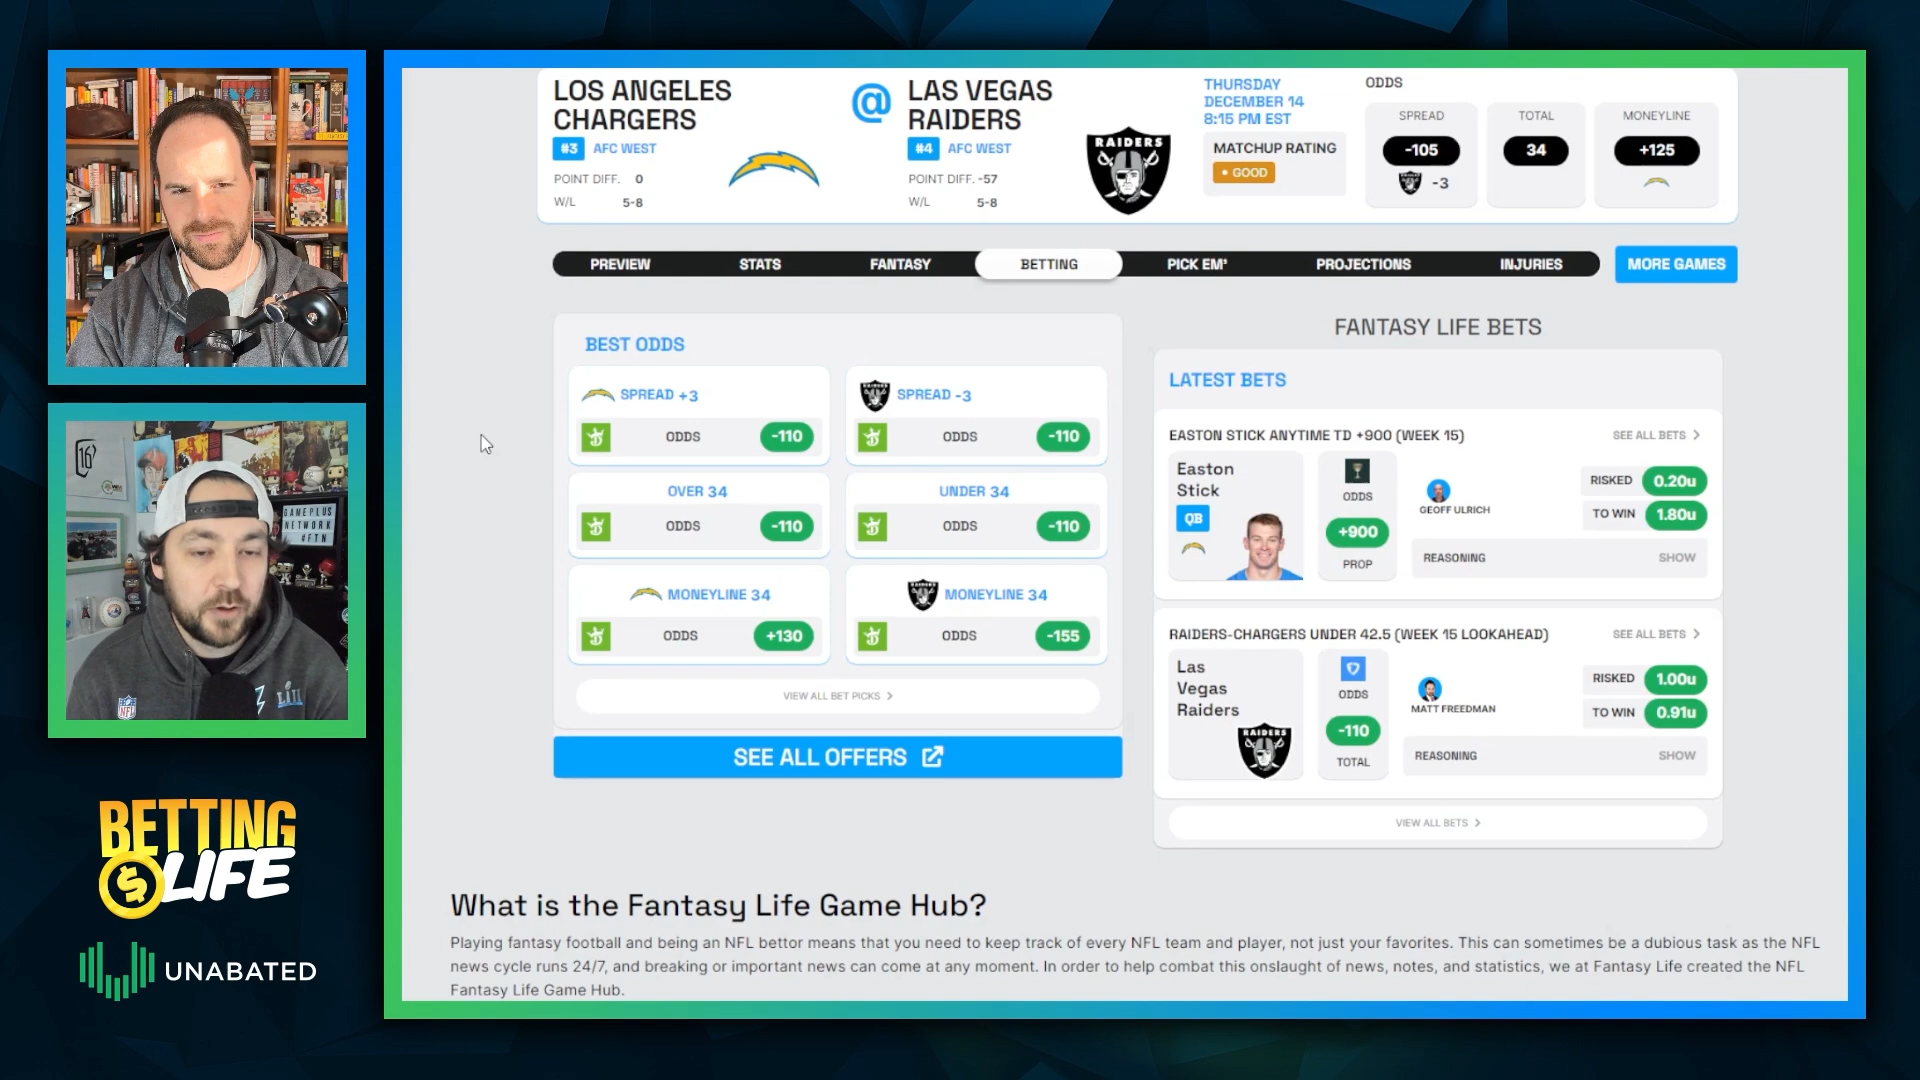 LOS ANGELES
CHARGERS
#3 AFC WEST
POINT DIFF. 0
W/L 5-8
@
LAS VEGAS
RAIDERS
#4 AFC WEST
POINT DIFF. -57
W/L 5-8
RAIDERS
THURSDAY
DECEMBER 14
8:15 PM EST
MATCHUP RATING
• GOOD
ODDS
SPREAD
-105
-3
TOTAL
34
MONEYLINE
+125
PREVIEW STATS FANTASY BETTING PICK EM' PROJECTIONS INJURIES MORE GAMES
BEST ODDS
SPREAD +3
ODDS -110
SPREAD -3
ODDS -110
OVER 34
ODDS -110
UNDER 34
ODDS -110
MONEYLINE 34
ODDS +130
RAIDERS
MONEYLINE 34
ODDS -155
VIEW ALL BET PICKS >
SEE ALL OFFERS
FANTASY LIFE BETS
LATEST BETS
EASTON STICK ANYTIME TD +900 (WEEK 15) SEE ALL BETS >
Easton
Stick
QB
ODDS
+900
PROP
GEOFF ULRICH
RISKED 0.20u
TO WIN 1.80u
REASONING SHOW
RAIDERS-CHARGERS UNDER 42.5 (WEEK 15 LOOKAHEAD) SEE ALL BETS >
Las
Vegas
Raiders
RAIDERS
ODDS
-110
TOTAL
MATT FREEDMAN
RISKED 1.00u
TO WIN 0.91u
REASONING SHOW
VIEW ALL BETS >
What is the Fantasy Life Game Hub?
Playing fantasy football and being an NFL bettor means that you need to keep track of every NFL team and player, not just your favorites. This can sometimes be a dubious task as the NFL
news cycle runs 24/7, and breaking or important news can come at any moment. In order to help combat this onslaught of news, notes, and statistics, we at Fantasy Life created the NFL
Fantasy Life Game Hub.
16
GAMEPLUS
NETWORK
#FTN
NFL
LII
BETTING
$ LIFE
UNABATED